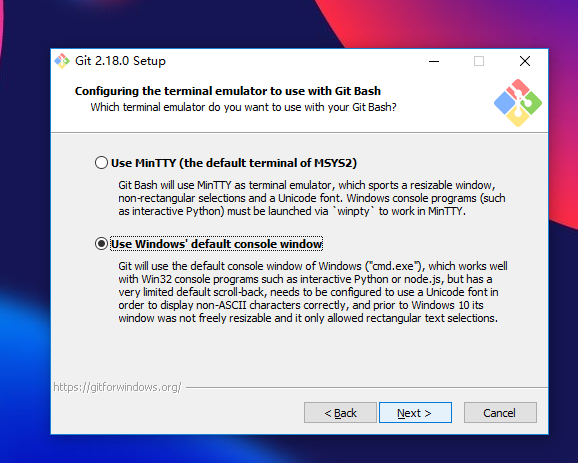 Git 2.18.0 Setup
Configuring the terminal emulator to use with Git Bash
Which terminal emulator do you want to use with your Git Bash?
Use MinTTY (the default terminal of MSYS2)
Git Bash will use MinTTY as terminal emulator, which sports a resizable window,
non-rectangular selections and a Unicode font. Windows console programs (such
as interactive Python) must be launched via `winpty` to work in MinTTY.
Use Windows' default console window
Git will use the default console window of Windows ("cmd.exe"), which works well
with Win32 console programs such as interactive Python or node.js, but has a
very limited default scroll-back, needs to be configured to use a Unicode font in
order to display non-ASCII characters correctly, and prior to Windows 10 its
window was not freely resizable and it only allowed rectangular text selections.
https://gitforwindows.org/
< Back Next > Cancel